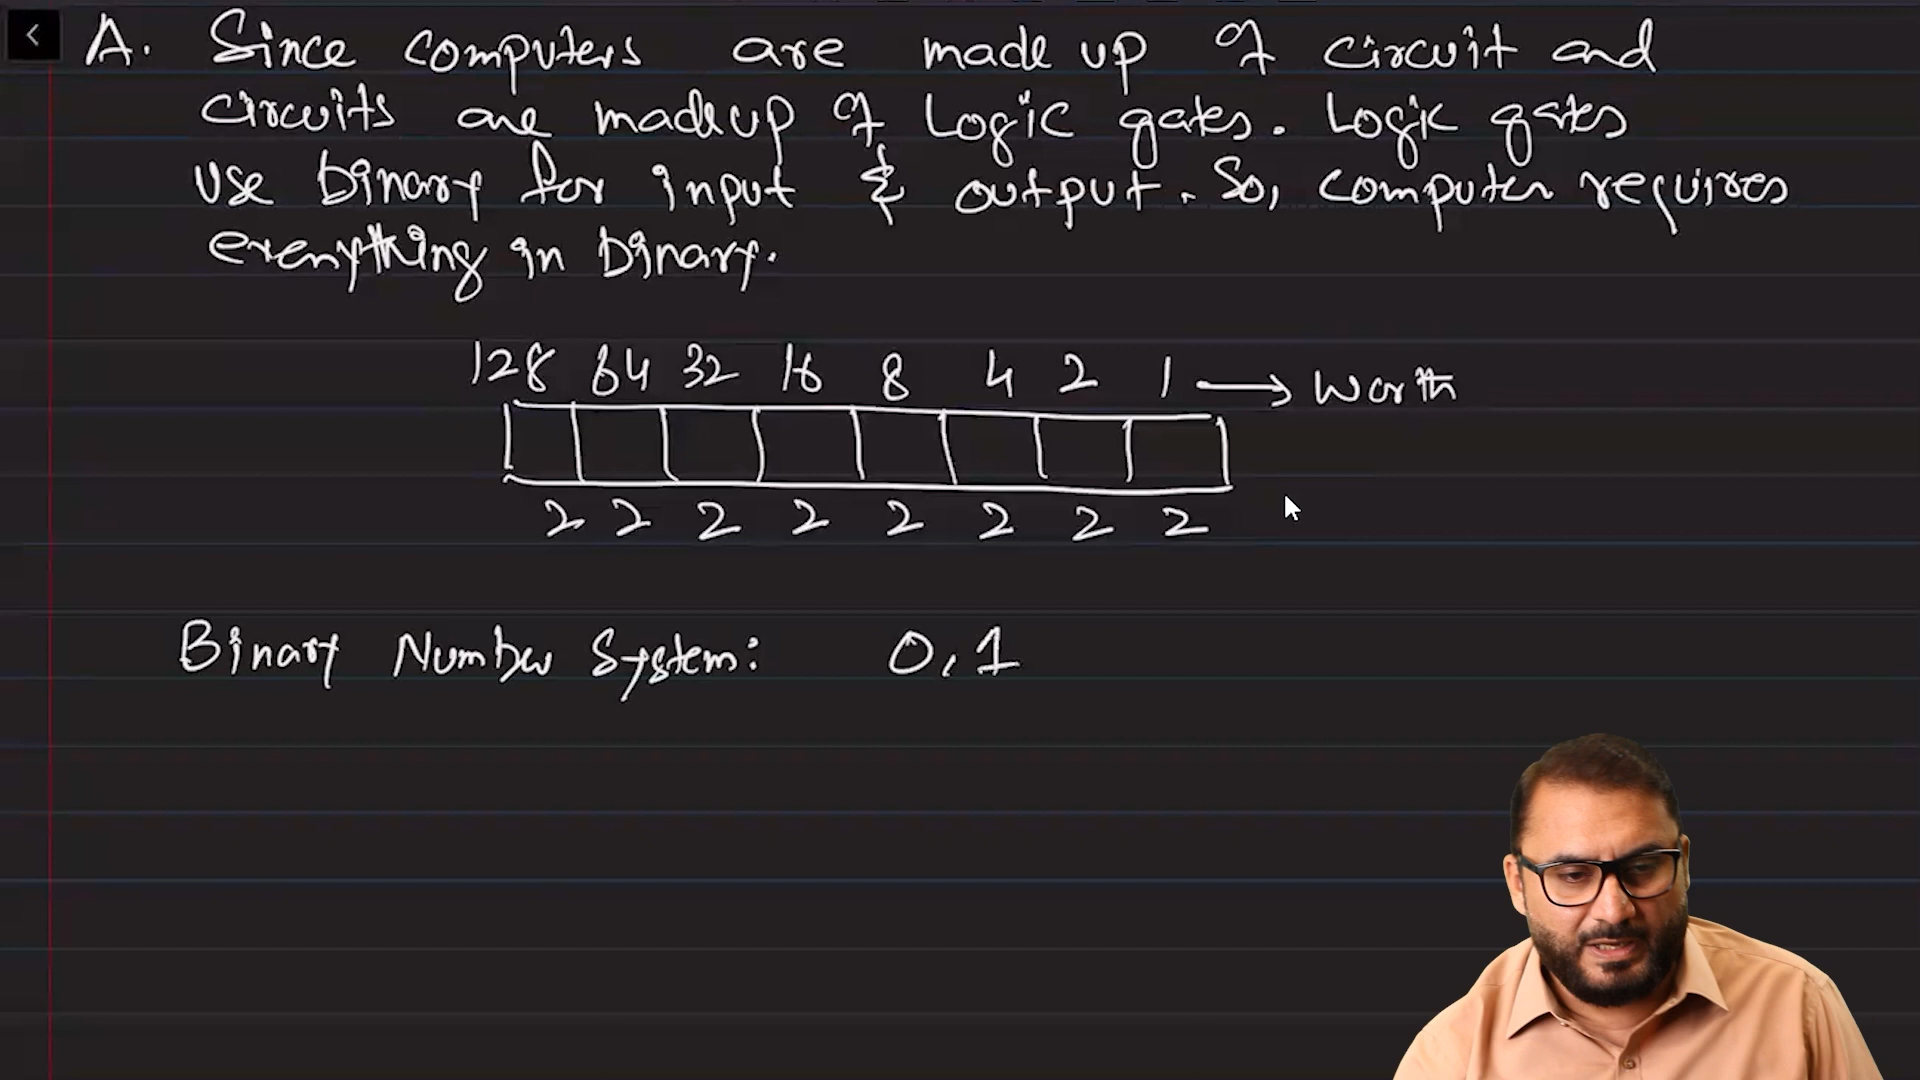 A. Since computers are made up of circuit and
circuits are made up of Logic gates. Logic gates
use binary for input & output. So, computer requires
everything in binary.
128 64 32 16 8 4 2 1 → Worth
2 2 2 2 2 2 2 2
Binary Number System: 0, 1